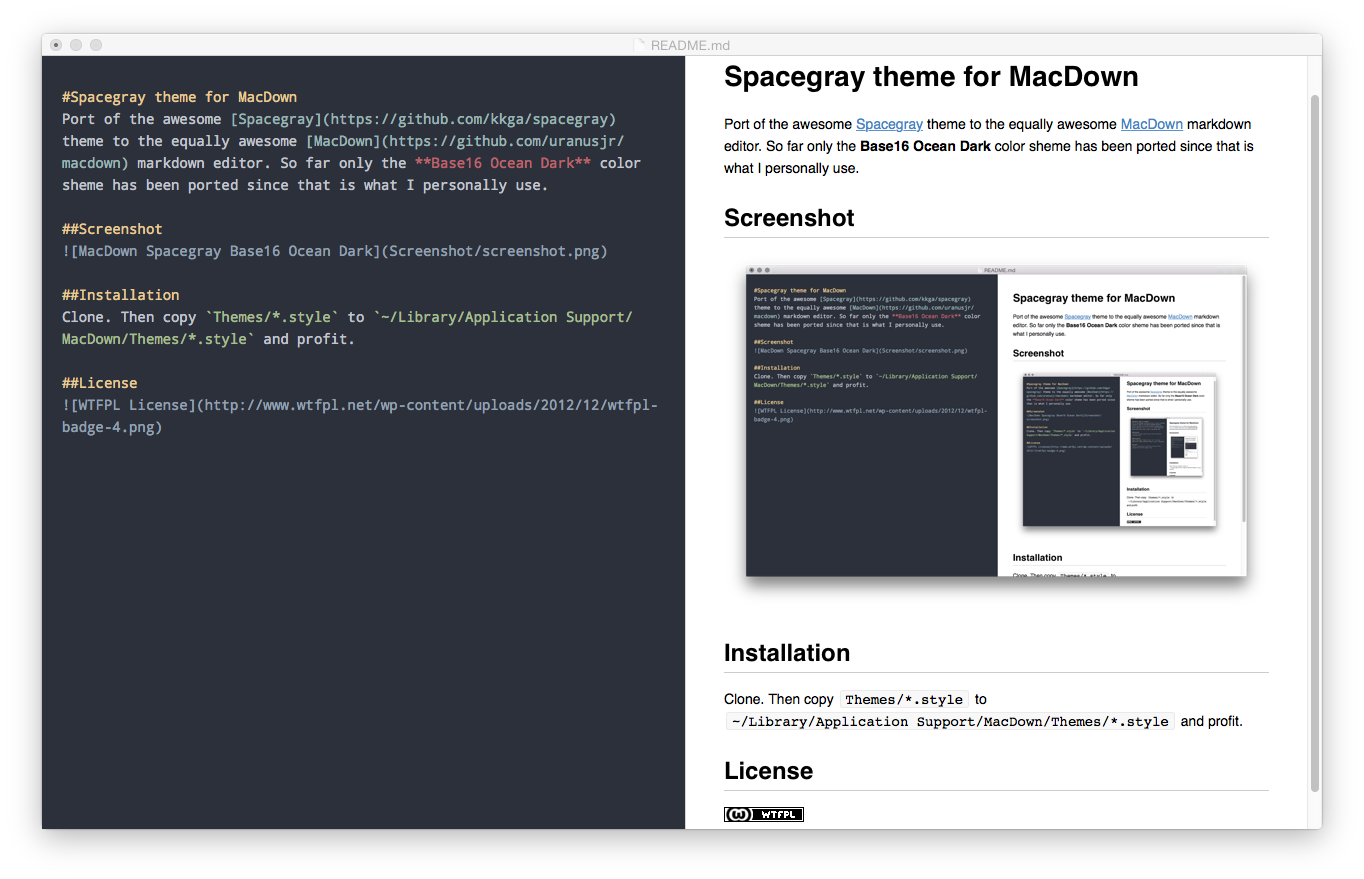 README.md
#Spacegray theme for MacDown
Port of the awesome [Spacegray](https://github.com/kkga/spacegray)
theme to the equally awesome [MacDown](https://github.com/uranusjr/
macdown) markdown editor. So far only the **Base16 Ocean Dark** color
sheme has been ported since that is what I personally use.
##Screenshot
![MacDown Spacegray Base16 Ocean Dark](Screenshot/screenshot.png)
##Installation
Clone. Then copy `Themes/*.style` to `~/Library/Application Support/
MacDown/Themes/*.style` and profit.
##License
![WTFPL License](http://www.wtfpl.net/wp-content/uploads/2012/12/wtfpl-
badge-4.png)
Spacegray theme for MacDown
Port of the awesome Spacegray theme to the equally awesome MacDown markdown
editor. So far only the Base16 Ocean Dark color sheme has been ported since that is
what I personally use.
Screenshot
README.md
#Spacegray theme for MacDown
Port of the awesome [Spacegray](https://github.com/kkga/spacegray)
theme to the equally awesome [MacDown](https://github.com/uranusjr/
macdown) markdown editor. So far only the **Base16 Ocean Dark** color
sheme has been ported since that is what I personally use.
##Screenshot
![MacDown Spacegray Base16 Ocean Dark](Screenshot/screenshot.png)
##Installation
Clone. Then copy `Themes/*.style` to `~/Library/Application Support/
MacDown/Themes/*.style` and profit.
##License
![WTFPL License](http://www.wtfpl.net/wp-content/uploads/2012/12/wtfpl-
badge-4.png)
Spacegray theme for MacDown
Port of the awesome Spacegray theme to the equally awesome MacDown markdown
editor. So far only the Base16 Ocean Dark color sheme has been ported since that is
what I personally use.
Screenshot
Spacegray theme for MacDown
Screenshot
Installation
License
Installation
Clone. Then copy Themes/*.style to
Installation
Clone. Then copy Themes/*.style to
~/Library/Application Support/MacDown/Themes/*.style and profit.
License
WTFPL